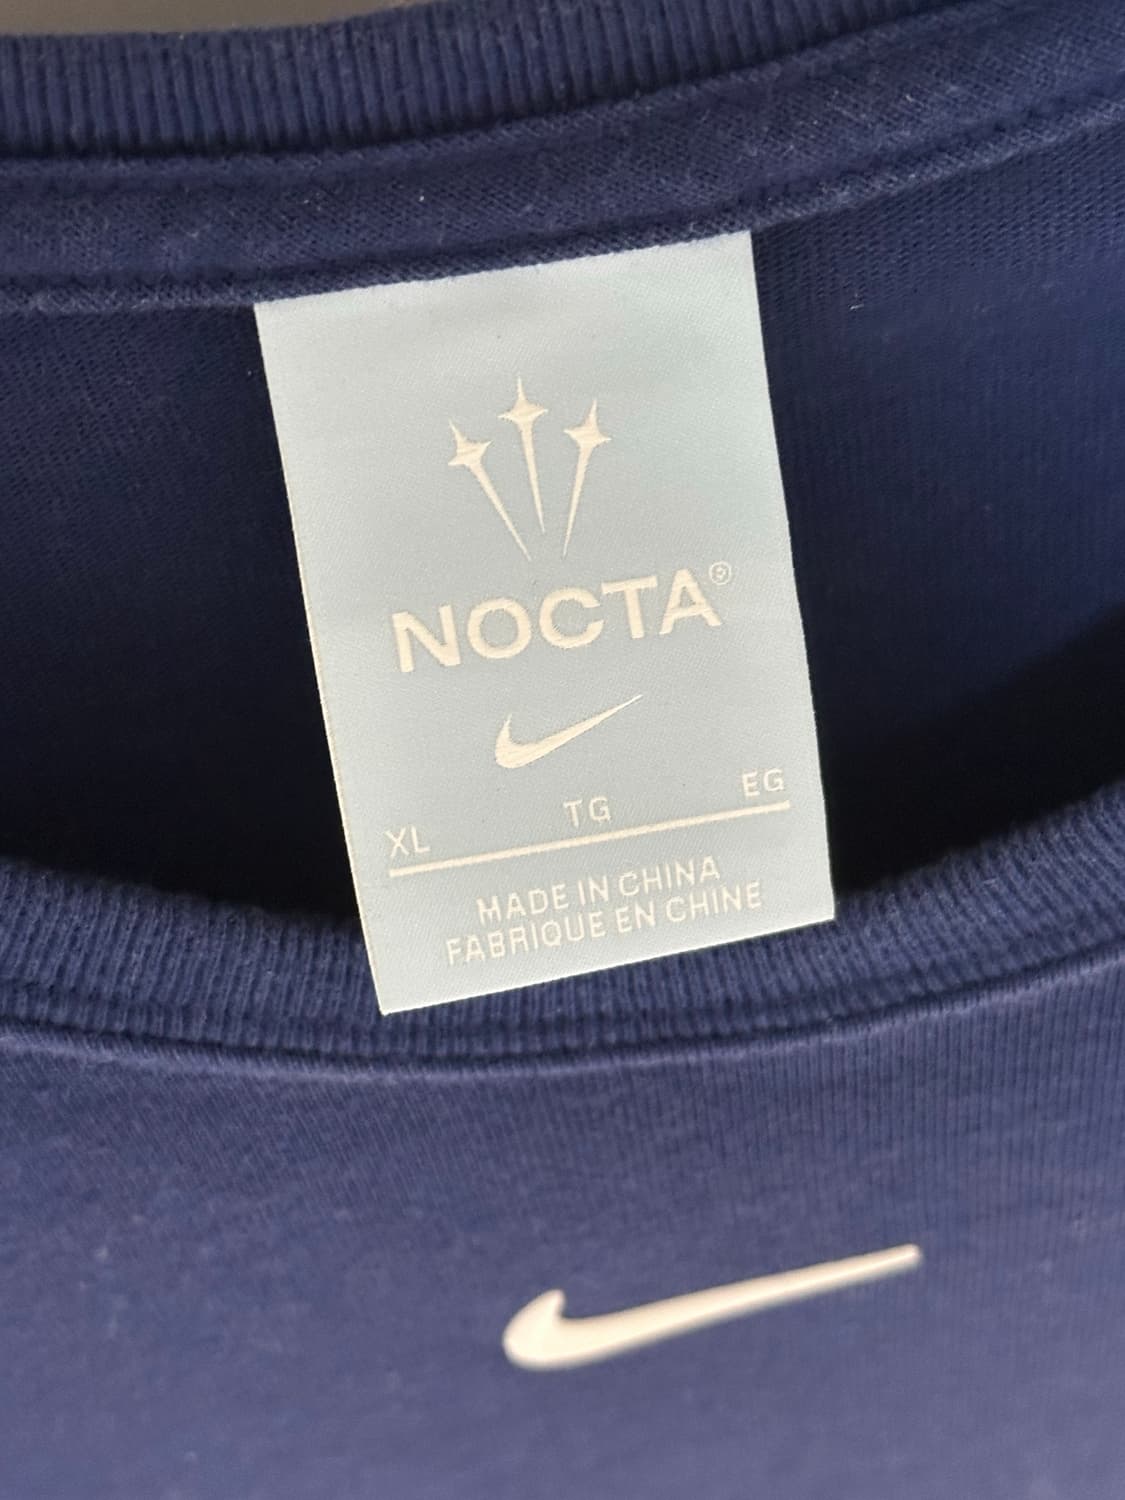 NOCTA®
XL TG EG
MADE IN CHINA
FABRIQUE EN CHINE